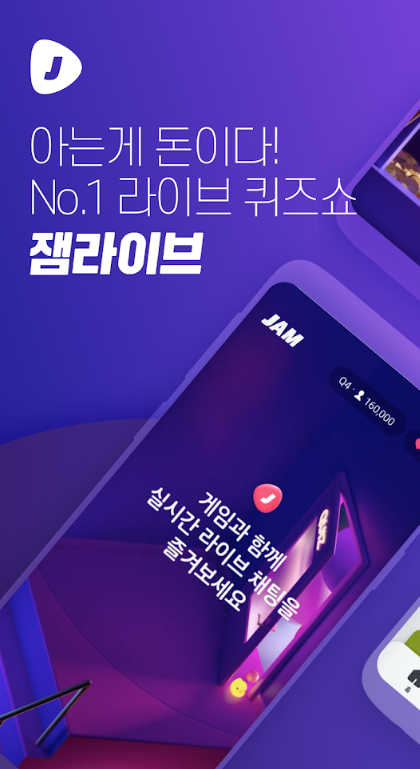 J
아는게 돈이다!
No.1 라이브 퀴즈쇼
잼라이브
JAM
Q4 · 160,000
J
게임과 함께
실시간 라이브 채팅을
즐겨보세요